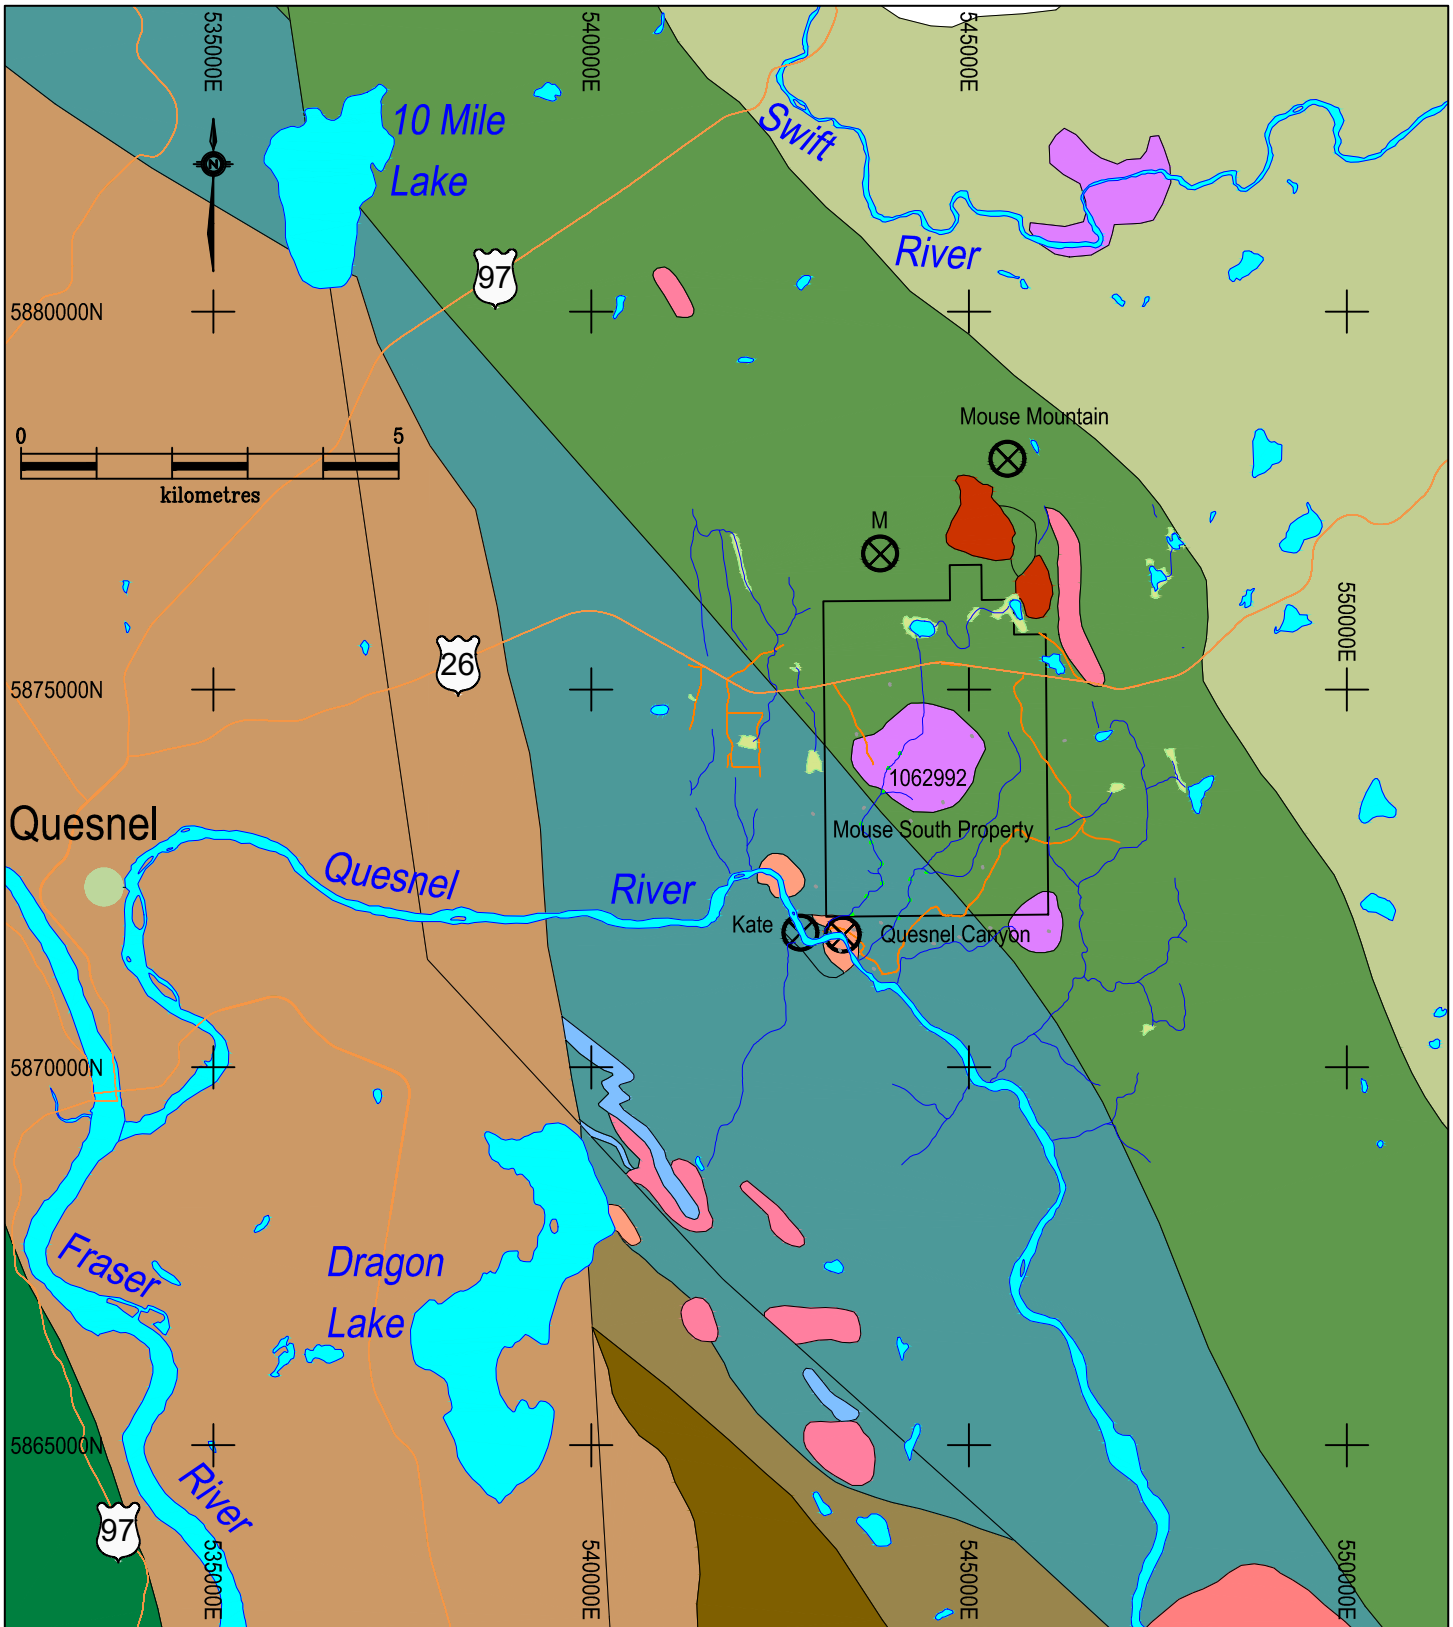 535000E
540000E
545000E
10 Mile
Lake
Swift
River
N
97
5880000N
Mouse Mountain
0
5
kilometres
M
550000E
26
5875000N
1062992
Quesnel
Mouse South Property
Quesnel
River
Kate
Quesnel Canyon
5870000N
Fraser
River
Dragon
Lake
5865000N
97
535000E
540000E
545000E
550000E